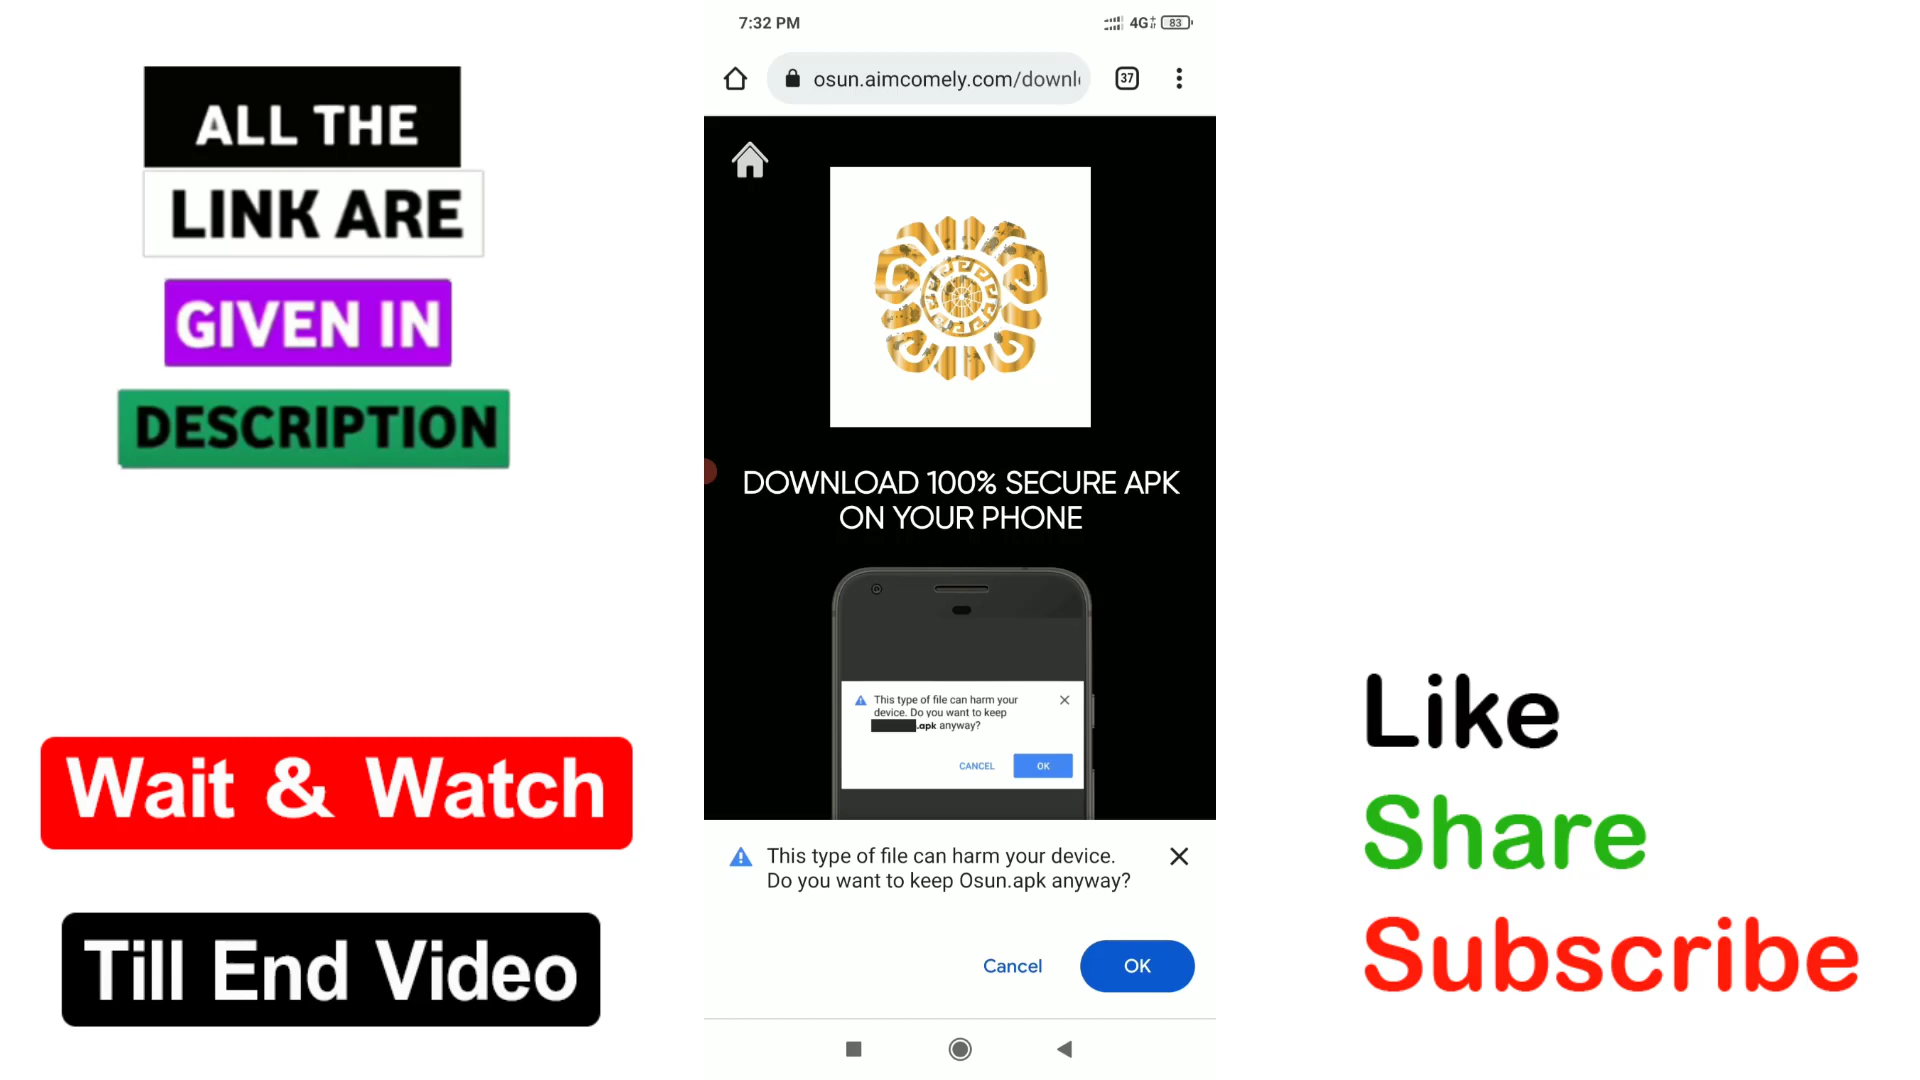 ALL THE
LINK ARE
GIVEN IN
DESCRIPTION
Wait & Watch
Till End Video
7:32 PM
4G+ 83
osun.aimcomely.com/downl
37
DOWNLOAD 100% SECURE APK
ON YOUR PHONE
This type of file can harm your
device. Do you want to keep
.apk anyway?
CANCEL OK
This type of file can harm your device.
Do you want to keep Osun.apk anyway?
Cancel OK
Like
Share
Subscribe